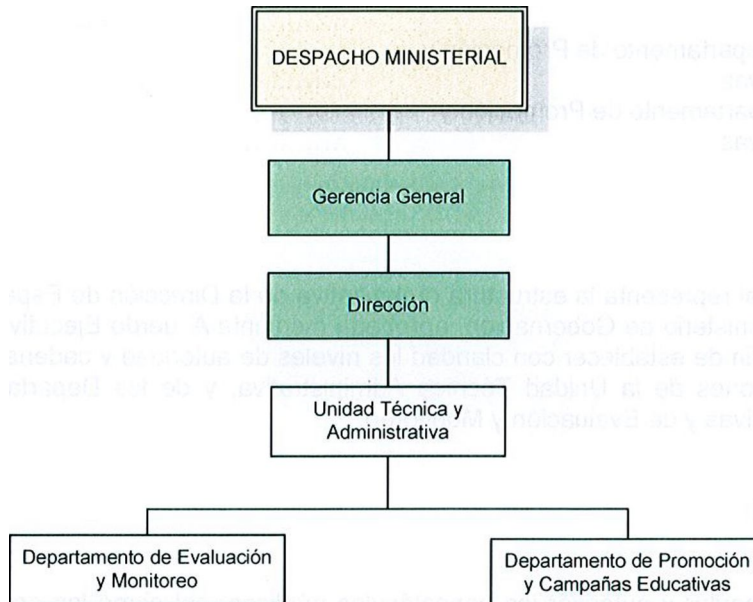 DESPACHO MINISTERIAL
Gerencia General
Dirección
Unidad Técnica y
Administrativa
Departamento de Evaluación
y Monitoreo
Departamento de Promoción
y Campañas Educativas